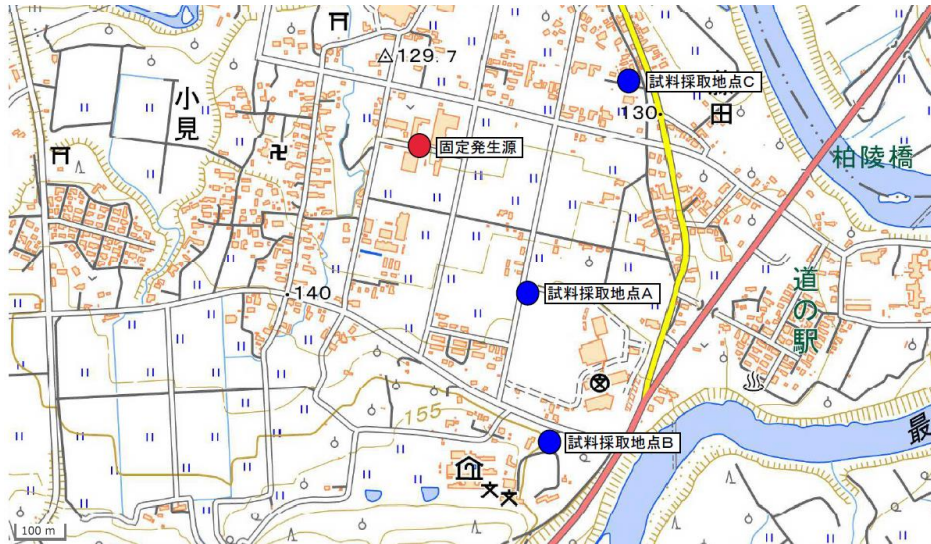 129.7
試料採取地点C
小見
130.
田
固定発生源
柏陵橋
140
試料採取地点A
道の駅
155
試料採取地点B
最
100 m